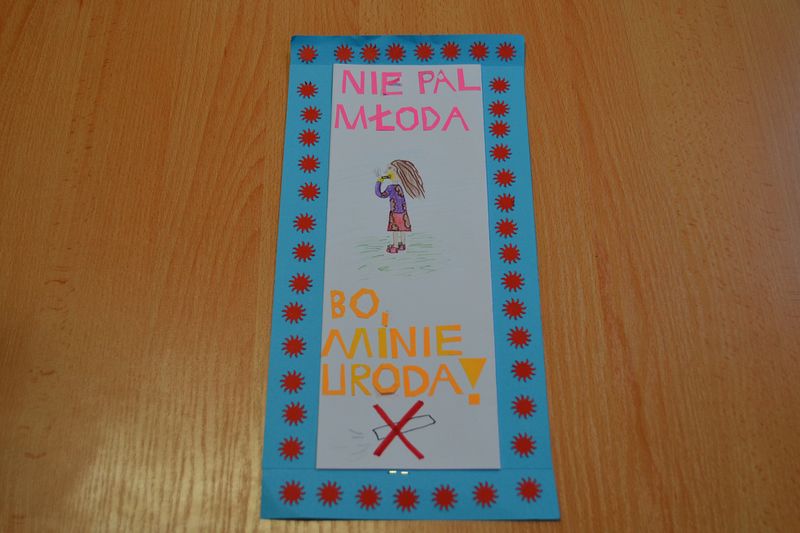 NIE PAL
MŁODA
BO,
MINIE
URODA!